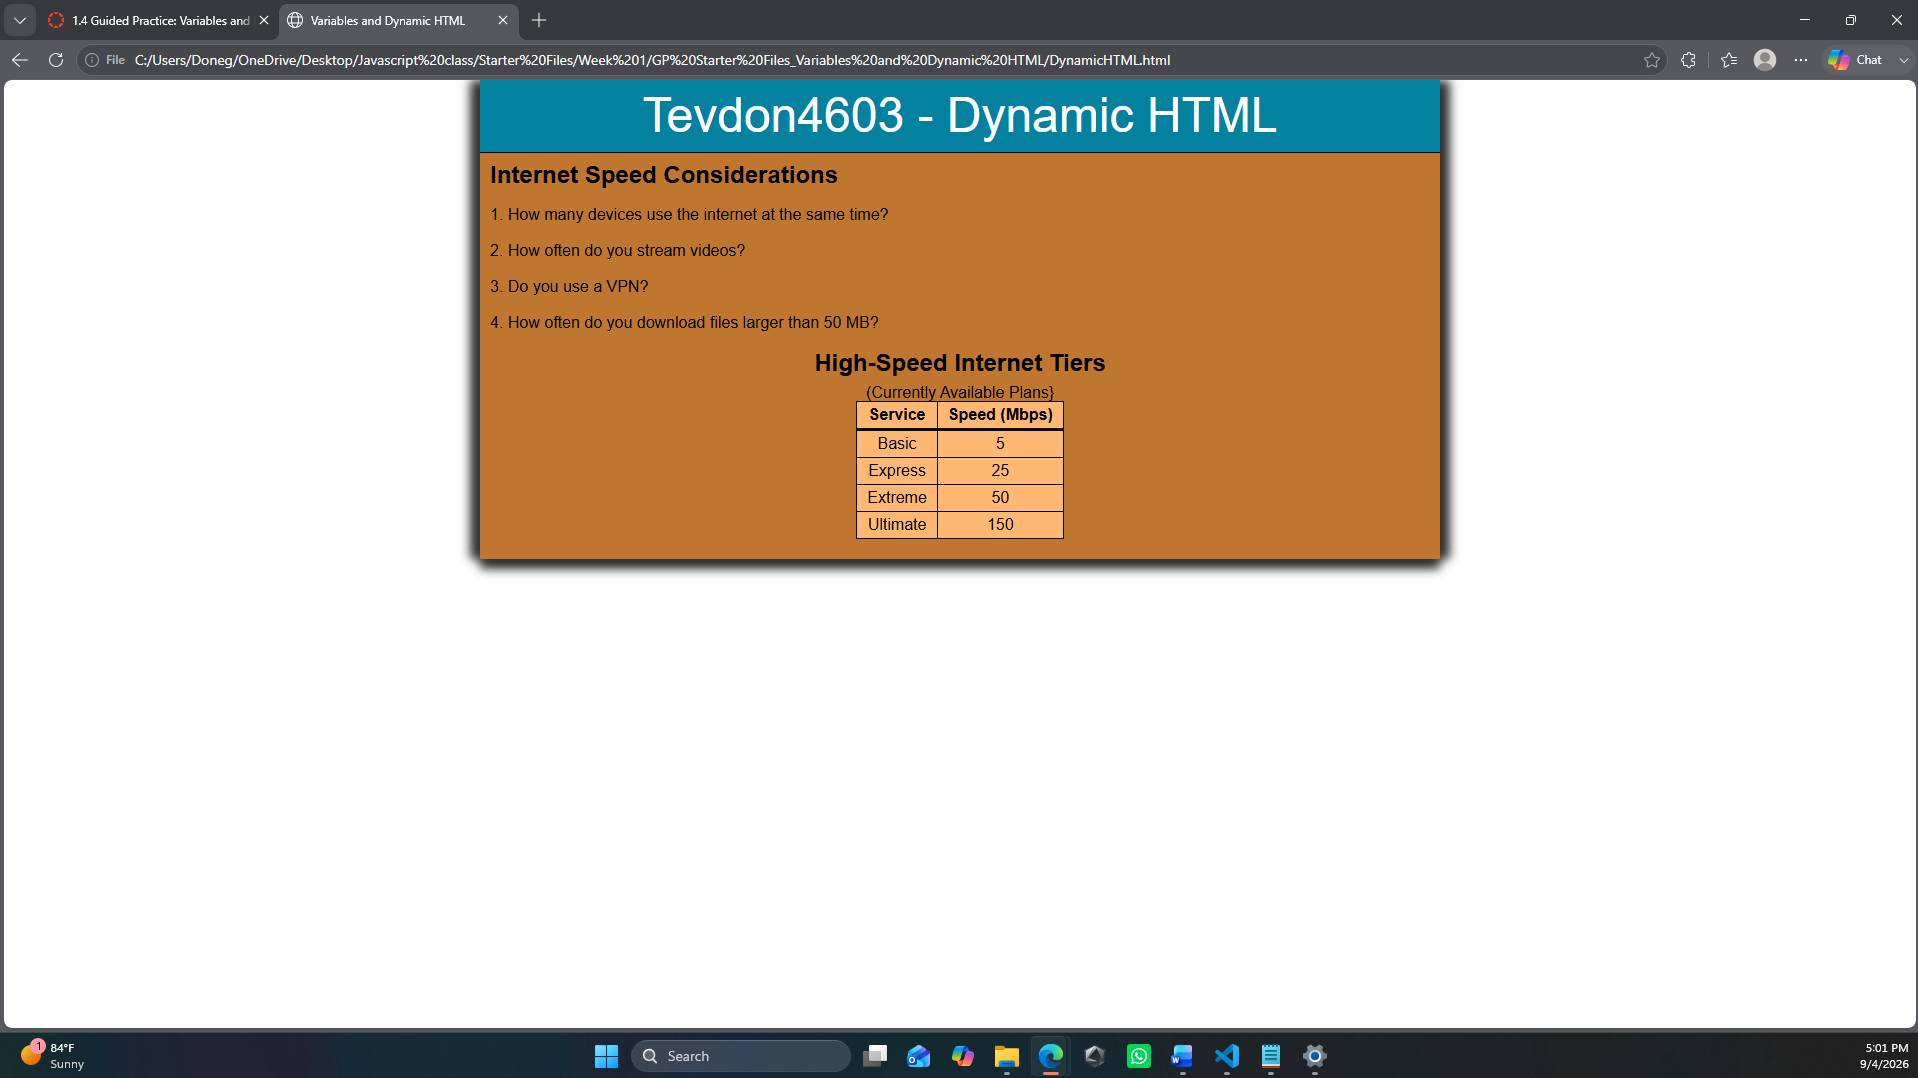 1.4 Guided Practice: Variables and
Variables and Dynamic HTML
File C:/Users/Doneg/OneDrive/Desktop/Javascript%20class/Starter%20Files/Week%201/GP%20Starter%20Files_Variables%20and%20Dynamic%20HTML/DynamicHTML.html
Chat
Tevdon4603 - Dynamic HTML
Internet Speed Considerations
1. How many devices use the internet at the same time?
2. How often do you stream videos?
3. Do you use a VPN?
4. How often do you download files larger than 50 MB?
High-Speed Internet Tiers
(Currently Available Plans}
Service Speed (Mbps)
Basic 5
Express 25
Extreme 50
Ultimate 150
1
84°F
Sunny
Search
5:01 PM
9/4/2026